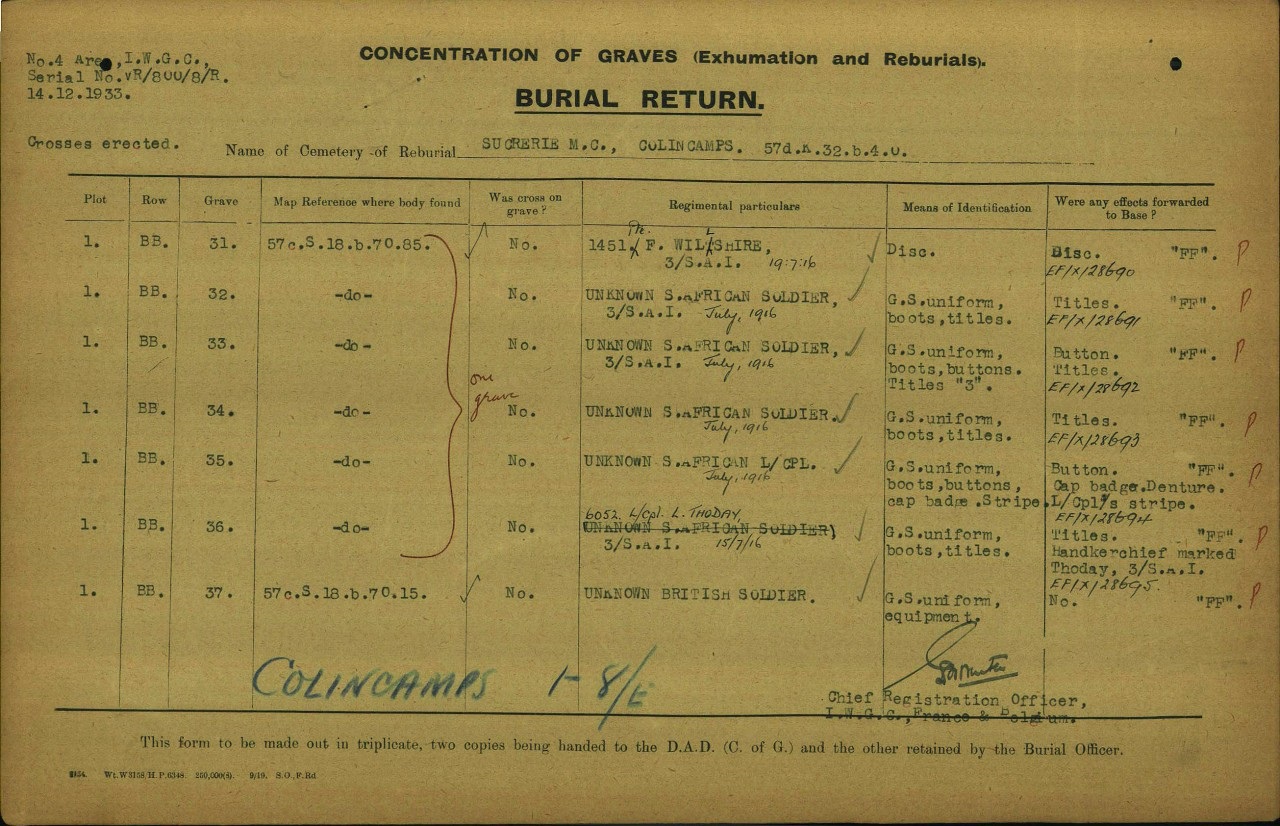 No.4 Area, I.W.G.C.,
Serial No.VR/800/8/R.
14.12.1933.
CONCENTRATION OF GRAVES (Exhumation and Reburials).
BURIAL RETURN.
Crosses erected.
Name of Cemetery of Reburial SUCRERIE M.C., COLINCAMPS. 57d.K.32.b.4.0.
Plot Row Grave Map Reference where body found Was cross on grave? Regimental particulars Means of Identification Were any effects forwarded to Base?
Pte. L
1. BB. 31. 57c.S.18.b.70.85. No. 1451, F. WILSHIRE, Disc. Disc. "FF". P
3/S.A.I. 19:7:16 EF/X/28690
1. BB. 32. -do- No. UNKNOWN S.AFRICAN SOLDIER, G.S.uniform, Titles. "FF". P
3/S.A.I. July, 1916 boots,titles. EF/X/28691
1. BB. 33. -do- No. UNKNOWN S.AFRICAN SOLDIER, G.S.uniform, Button. "FF". P
3/S.A.I. July, 1916 boots,buttons. Titles.
Titles "3". EF/X/28692
one
grave
1. BB. 34. -do- No. UNKNOWN S.AFRICAN SOLDIER. G.S.uniform, Titles. "FF". P
July, 1916 boots,titles. EF/X/28693
1. BB. 35. -do- No. UNKNOWN S.AFRICAN L/CPL. G.S.uniform, Button. "FF". P
July, 1916 boots,buttons, Cap badge.Denture.
cap badge.Stripe. L/Cpl's stripe.
6052 L/Cpl. L. THODAY, EF/X/28694
1. BB. 36. -do- No. UNKNOWN S.AFRICAN SOLDIER, G.S.uniform, Titles. "FF". P
3/S.A.I. 15/7/16 boots,titles. Handkerchief marked
Thoday, 3/S.A.I.
EF/X/28695.
1. BB. 37. 57c.S.18.b.70.15. No. UNKNOWN BRITISH SOLDIER. G.S.uniform, No. "FF". P
equipment.
COLINCAMPS 1-8/E
Chief Registration Officer,
I.W.G.C.,France & Belgium.
This form to be made out in triplicate, two copies being handed to the D.A.D. (C. of G.) and the other retained by the Burial Officer.
Wt.W3158/H.P.6348. 250,000(8). 9/19. S.O.,F.Rd